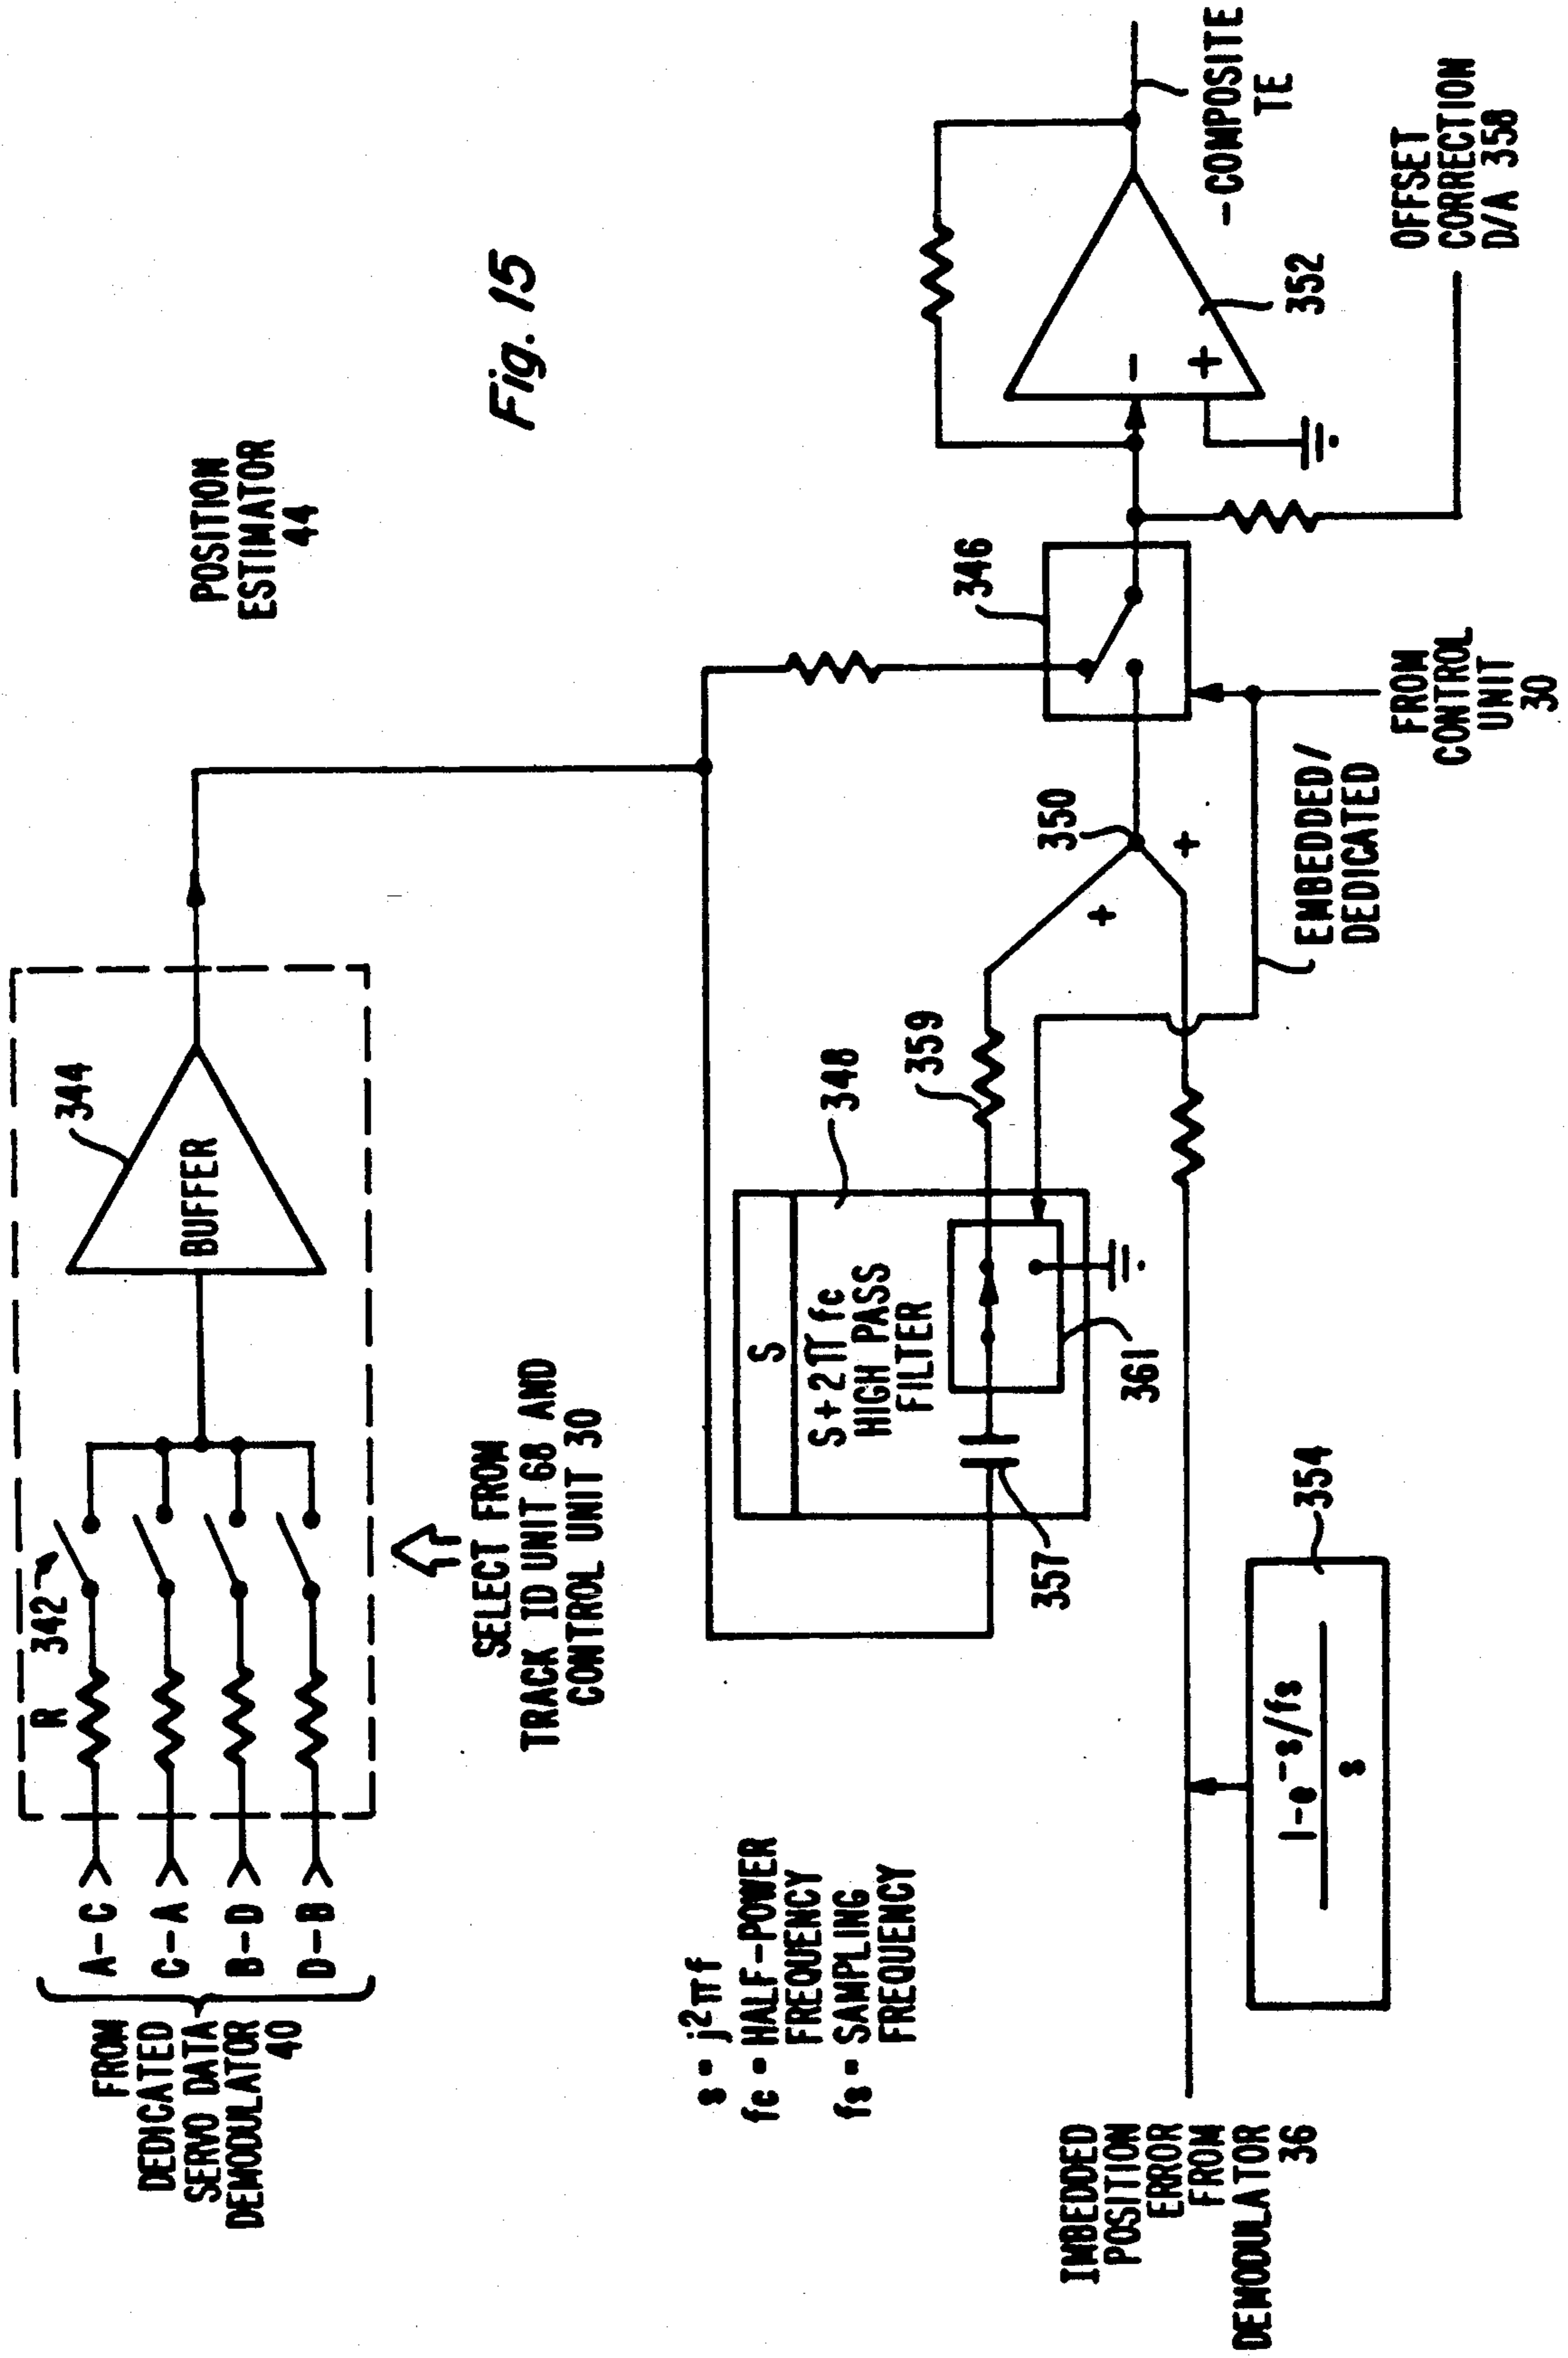 POSITION
ESTIMATOR
44
Fig. 15
FROM
DEDICATED
SERVO DATA
DEMODULATOR
40
A-C
C-A
B-D
D-B
R
342
344
BUFFER
SELECT FROM
TRACK ID UNIT 68 AND
CONTROL UNIT 30
s = j2πf
fc = HALF-POWER
FREQUENCY
fs = SAMPLING
FREQUENCY
S
S+2πfc
HIGH PASS
FILTER
348
357
361
359
350
+
+
346
EMBEDDED/
DEDICATED
FROM
CONTROL
UNIT
30
-
+
352
-COMPOSITE
TE
OFFSET
CORRECTION
D/A 358
IMBEDDED
POSITION
ERROR
FROM
DEMODULATOR
36
1-e-s/fs
s
354